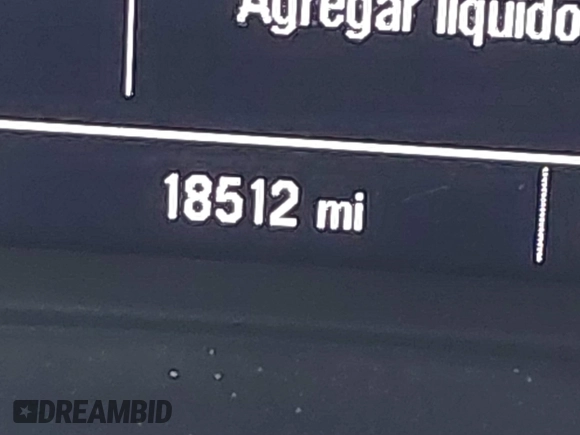 Agregar líquido
18512 mi
DREAMBID